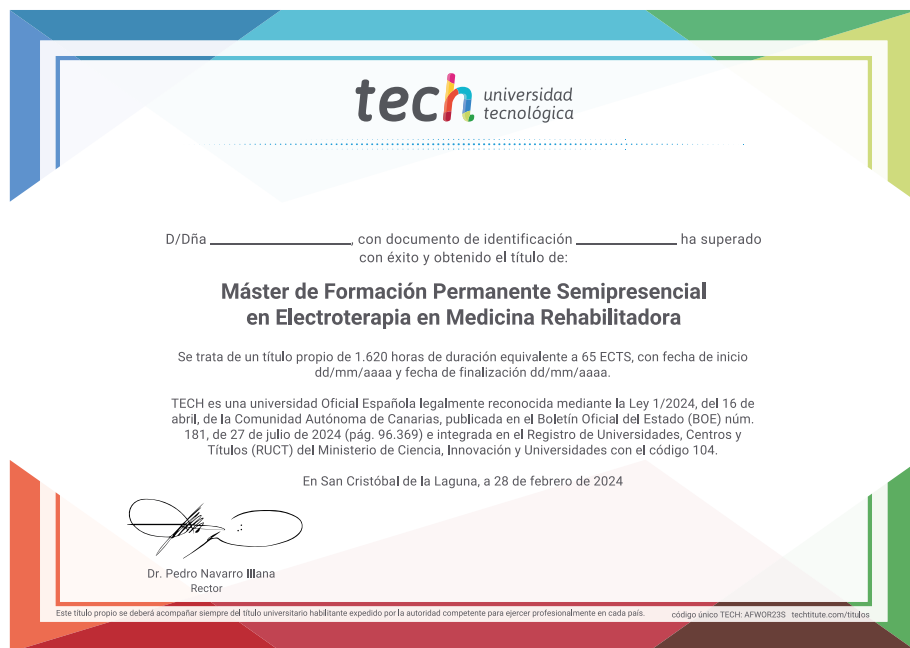 tech universidad
tecnológica
D/Dña ____________, con documento de identificación ____________ ha superado
con éxito y obtenido el título de:
Máster de Formación Permanente Semipresencial
en Electroterapia en Medicina Rehabilitadora
Se trata de un título propio de 1.620 horas de duración equivalente a 65 ECTS, con fecha de inicio
dd/mm/aaaa y fecha de finalización dd/mm/aaaa.
TECH es una universidad Oficial Española legalmente reconocida mediante la Ley 1/2024, del 16 de
abril, de la Comunidad Autónoma de Canarias, publicada en el Boletín Oficial del Estado (BOE) núm.
181, de 27 de julio de 2024 (pág. 96.369) e integrada en el Registro de Universidades, Centros y
Títulos (RUCT) del Ministerio de Ciencia, Innovación y Universidades con el código 104.
En San Cristóbal de la Laguna, a 28 de febrero de 2024
Dr. Pedro Navarro Illana
Rector
Este título propio se deberá acompañar siempre del título universitario habilitante expedido por la autoridad competente para ejercer profesionalmente en cada país. código único TECH: AFWOR23S techtitute.com/titulos